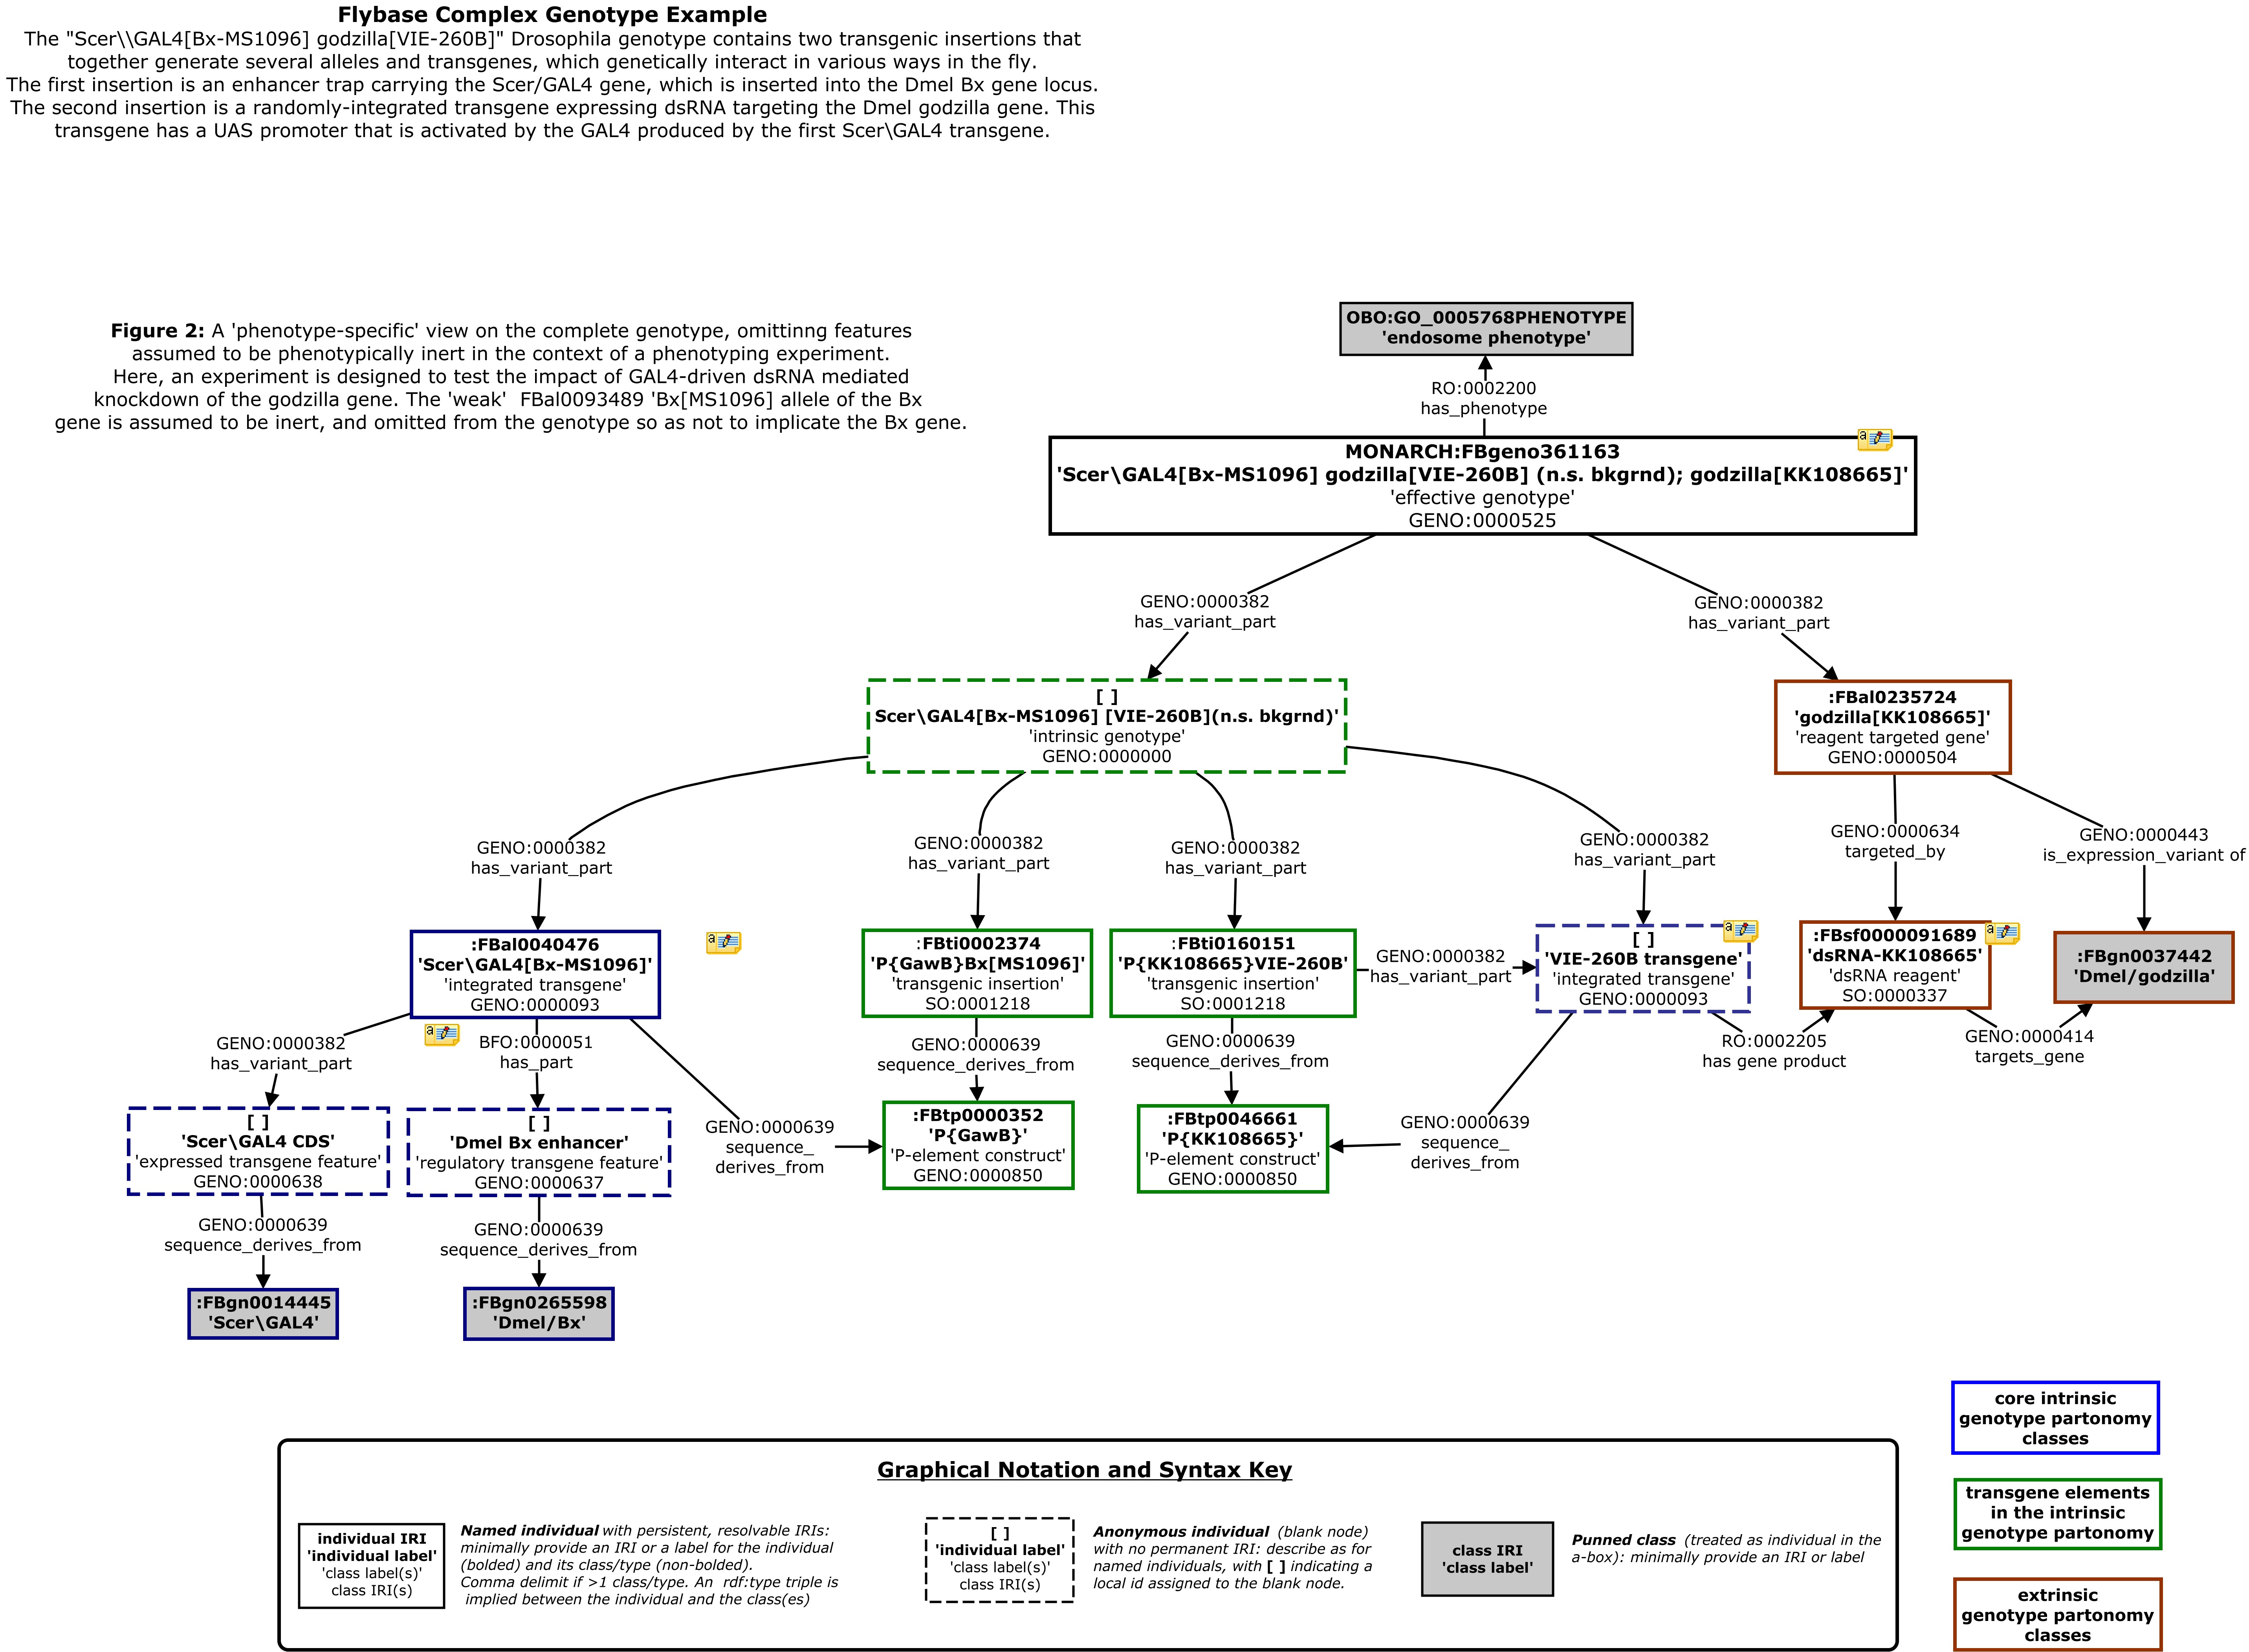 Flybase Complex Genotype Example
The "Scer\\GAL4[Bx-MS1096] godzilla[VIE-260B]" Drosophila genotype contains two transgenic insertions that
together generate several alleles and transgenes, which genetically interact in various ways in the fly.
The first insertion is an enhancer trap carrying the Scer/GAL4 gene, which is inserted into the Dmel Bx gene locus.
The second insertion is a randomly-integrated transgene expressing dsRNA targeting the Dmel godzilla gene. This
transgene has a UAS promoter that is activated by the GAL4 produced by the first Scer\GAL4 transgene.
Figure 2: A 'phenotype-specific' view on the complete genotype, omittinng features
assumed to be phenotypically inert in the context of a phenotyping experiment.
Here, an experiment is designed to test the impact of GAL4-driven dsRNA mediated
knockdown of the godzilla gene. The 'weak'  FBal0093489 'Bx[MS1096] allele of the Bx
gene is assumed to be inert, and omitted from the genotype so as not to implicate the Bx gene.
OBO:GO_0005768PHENOTYPE
'endosome phenotype'
RO:0002200
has_phenotype
MONARCH:FBgeno361163
'Scer\GAL4[Bx-MS1096] godzilla[VIE-260B] (n.s. bkgrnd); godzilla[KK108665]'
'effective genotype'
GENO:0000525
GENO:0000382
has_variant_part
GENO:0000382
has_variant_part
[ ]
Scer\GAL4[Bx-MS1096] [VIE-260B](n.s. bkgrnd)'
'intrinsic genotype'
GENO:0000000
:FBal0235724
'godzilla[KK108665]'
'reagent targeted gene'
GENO:0000504
GENO:0000382
has_variant_part
GENO:0000382
has_variant_part
GENO:0000382
has_variant_part
GENO:0000382
has_variant_part
GENO:0000634
targeted_by
GENO:0000443
is_expression_variant of
:FBal0040476
'Scer\GAL4[Bx-MS1096]'
'integrated transgene'
GENO:0000093
:FBti0002374
'P{GawB}Bx[MS1096]'
'transgenic insertion'
SO:0001218
:FBti0160151
'P{KK108665}VIE-260B'
'transgenic insertion'
SO:0001218
GENO:0000382
has_variant_part
[ ]
'VIE-260B transgene'
'integrated transgene'
GENO:0000093
:FBsf0000091689
'dsRNA-KK108665'
'dsRNA reagent'
SO:0000337
:FBgn0037442
'Dmel/godzilla'
GENO:0000382
has_variant_part
BFO:0000051
has_part
GENO:0000639
sequence_derives_from
GENO:0000639
sequence_derives_from
RO:0002205
has gene product
GENO:0000414
targets_gene
[ ]
'Scer\GAL4 CDS'
'expressed transgene feature'
GENO:0000638
[ ]
'Dmel Bx enhancer'
'regulatory transgene feature'
GENO:0000637
GENO:0000639
sequence_
derives_from
:FBtp0000352
'P{GawB}'
'P-element construct'
GENO:0000850
:FBtp0046661
'P{KK108665}'
'P-element construct'
GENO:0000850
GENO:0000639
sequence_
derives_from
GENO:0000639
sequence_derives_from
GENO:0000639
sequence_derives_from
:FBgn0014445
'Scer\GAL4'
:FBgn0265598
'Dmel/Bx'
core intrinsic
genotype partonomy
classes
transgene elements
in the intrinsic
genotype partonomy
extrinsic
genotype partonomy
classes
Graphical Notation and Syntax Key
individual IRI
'individual label'
'class label(s)'
class IRI(s)
Named individual with persistent, resolvable IRIs:
minimally provide an IRI or a label for the individual
(bolded) and its class/type (non-bolded).
Comma delimit if >1 class/type. An  rdf:type triple is
implied between the individual and the class(es)
[ ]
'individual label'
'class label(s)'
class IRI(s)
Anonymous individual  (blank node)
with no permanent IRI: describe as for
named individuals, with [ ] indicating a
local id assigned to the blank node.
class IRI
'class label'
Punned class  (treated as individual in the
a-box): minimally provide an IRI or label